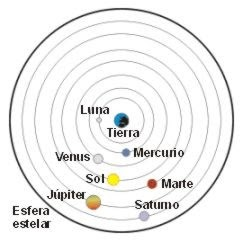 Luna
Tierra
Mercurio
Venus
Sol
Marte
Júpiter
Saturno
Esfera
estelar